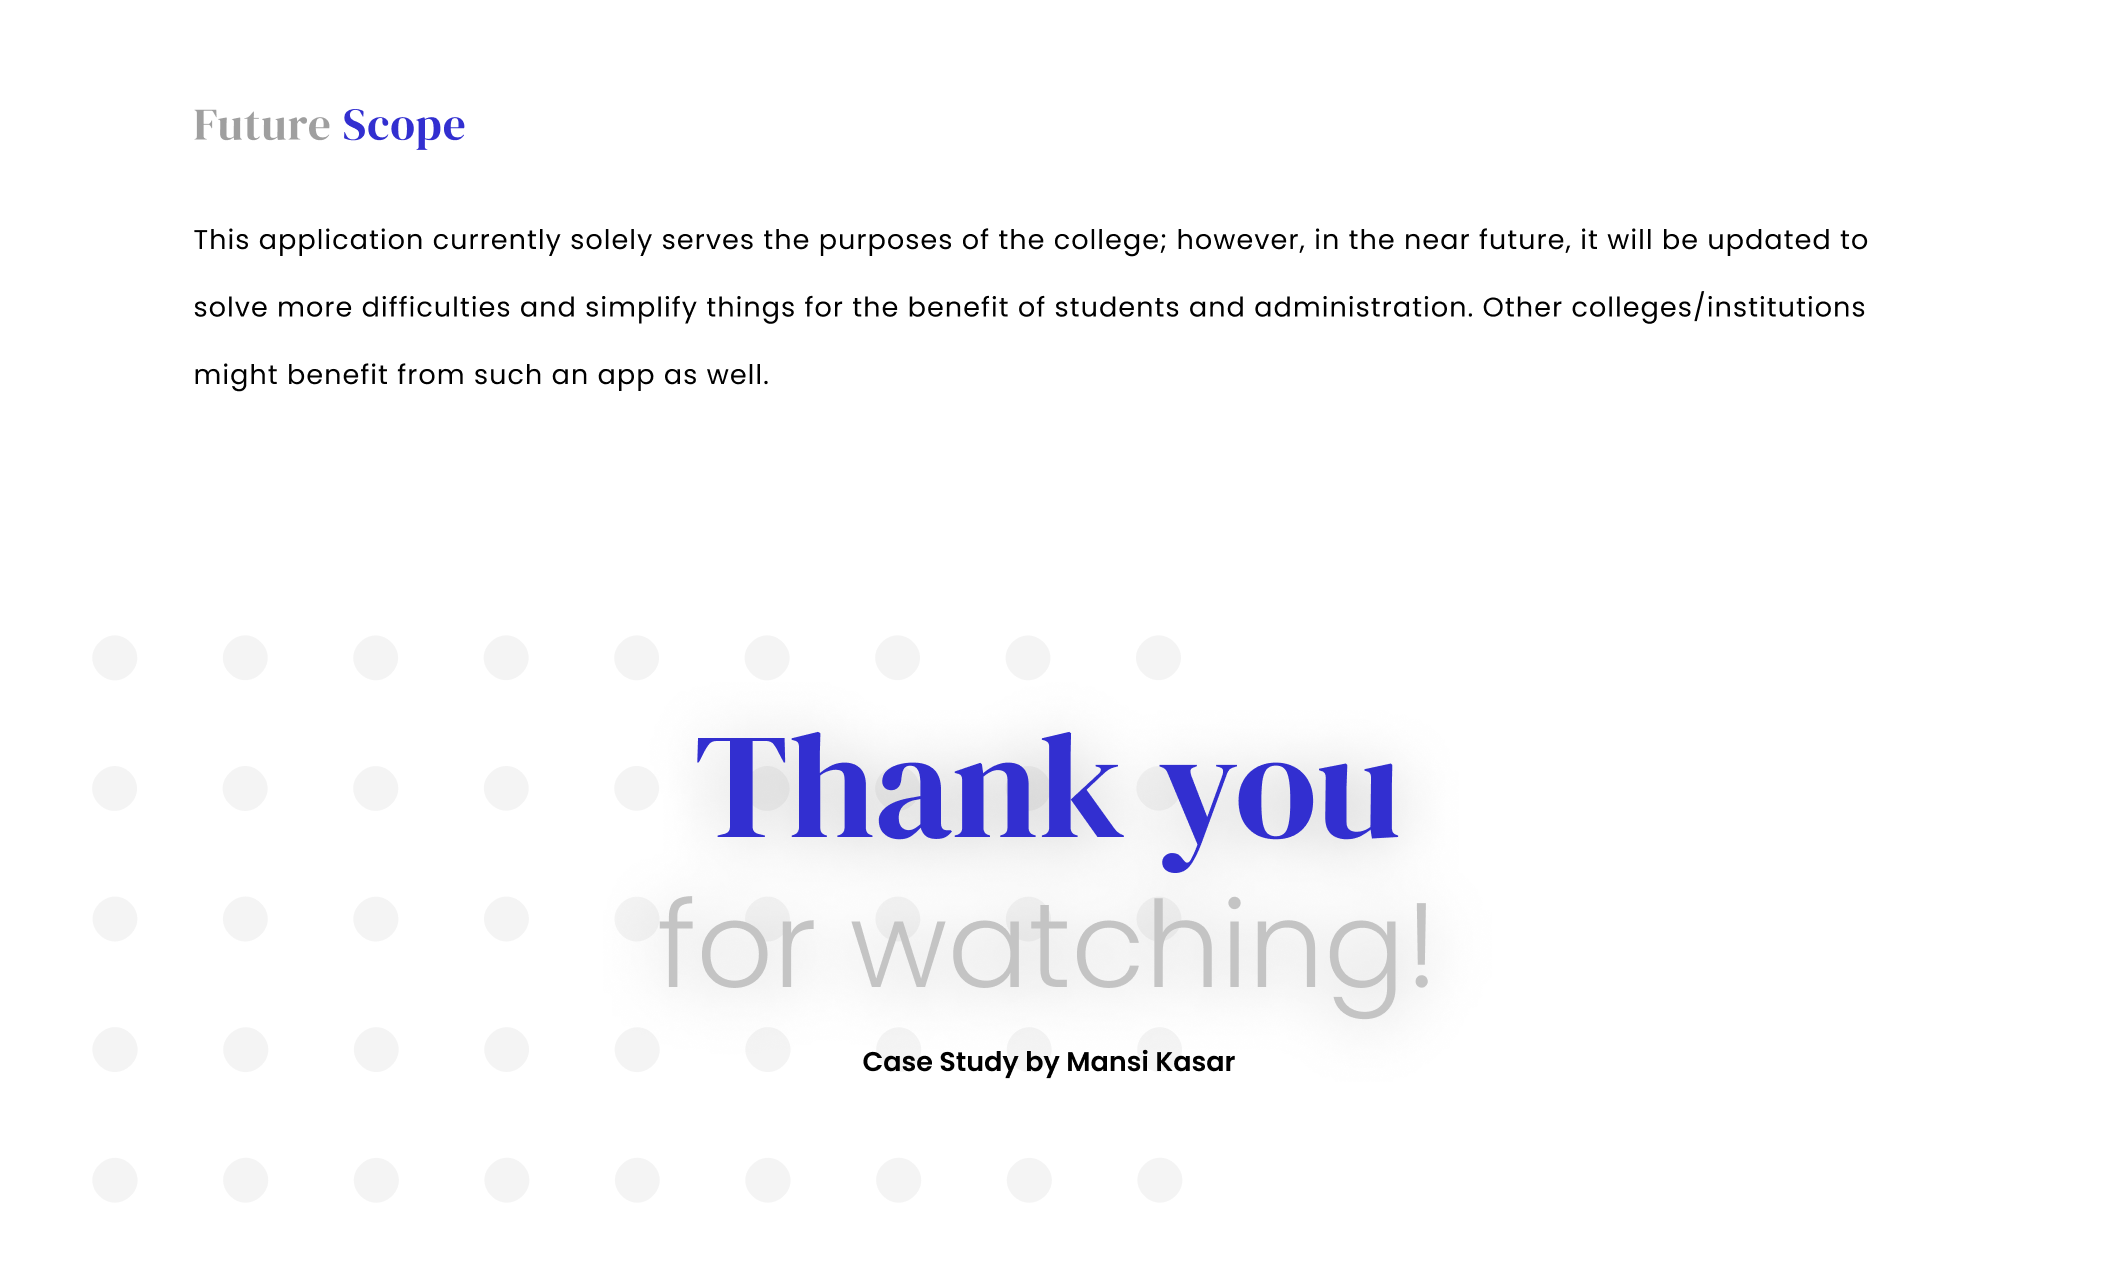 Future Scope
This application currently solely serves the purposes of the college; however, in the near future, it will be updated to
solve more difficulties and simplify things for the benefit of students and administration. Other colleges/institutions
might benefit from such an app as well.
Thank you
for watching!
Case Study by Mansi Kasar